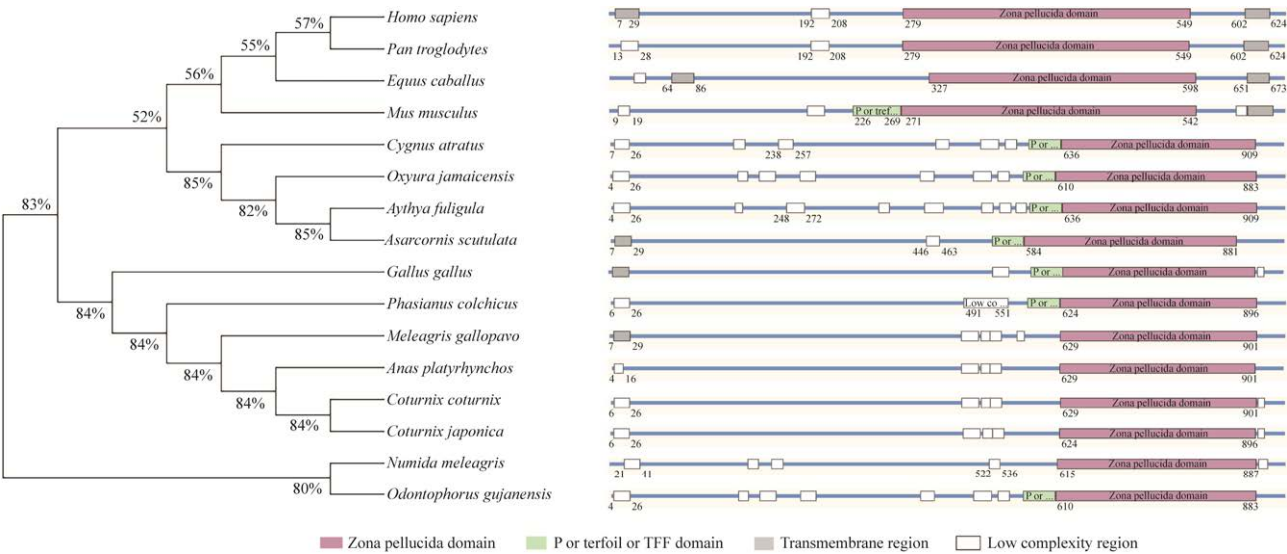 57%
55%
56%
52%
85%
82%
85%
83%
84%
84%
84%
84%
84%
80%
Homo sapiens
7 29 192 208 279 Zona pellucida domain 549 602 624
Pan troglodytes
13 28 192 208 279 Zona pellucida domain 549 602 624
Equus caballus
64 86 327 Zona pellucida domain 598 651 673
Mus musculus
9 19 P or tref... 226 269 271 Zona pellucida domain 542
Cygnus atratus
7 26 238 257 P or ... 636 Zona pellucida domain 909
Oxyura jamaicensis
4 26 P or ... 610 Zona pellucida domain 883
Aythya fuligula
4 26 248 272 P or ... 636 Zona pellucida domain 909
Asarcornis scutulata
7 29 446 463 P or ... 584 Zona pellucida domain 881
Gallus gallus
P or ... Zona pellucida domain
Phasianus colchicus
6 26 Low co ... 491 551 P or ... 624 Zona pellucida domain 896
Meleagris gallopavo
7 29 629 Zona pellucida domain 901
Anas platyrhynchos
4 16 629 Zona pellucida domain 901
Coturnix coturnix
6 26 629 Zona pellucida domain 901
Coturnix japonica
6 26 624 Zona pellucida domain 896
Numida meleagris
21 41 522 536 615 Zona pellucida domain 887
Odontophorus gujanensis
4 26 P or ... 610 Zona pellucida domain 883
Zona pellucida domain P or terfoil or TFF domain Transmembrane region Low complexity region